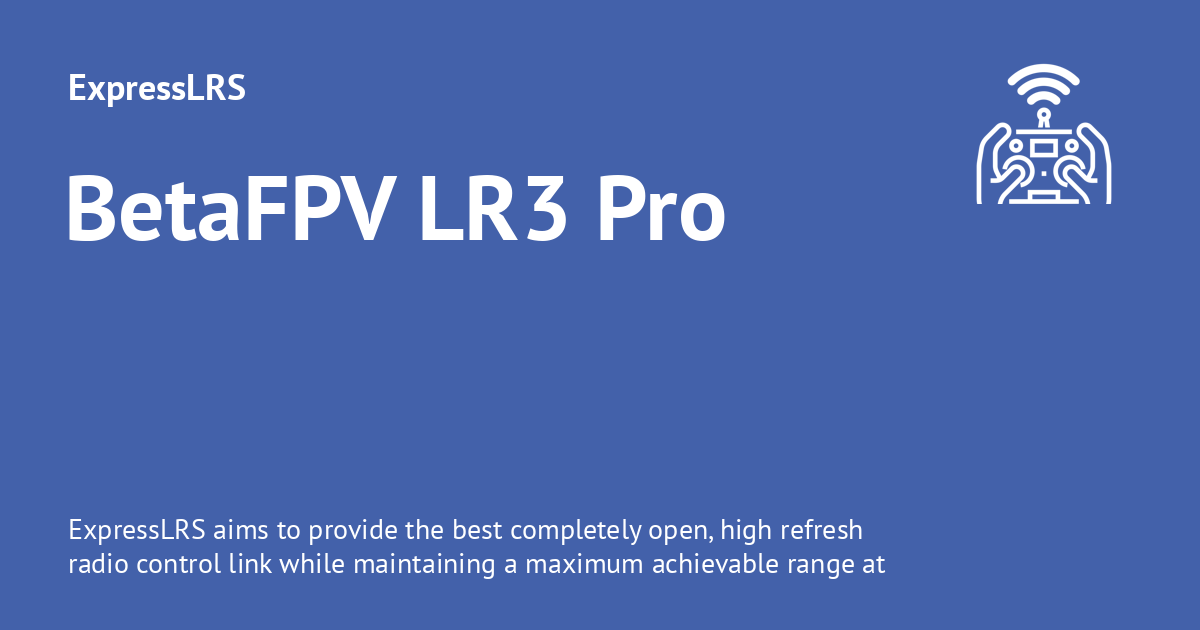 ExpressLRS
BetaFPV LR3 Pro
ExpressLRS aims to provide the best completely open, high refresh
radio control link while maintaining a maximum achievable range at